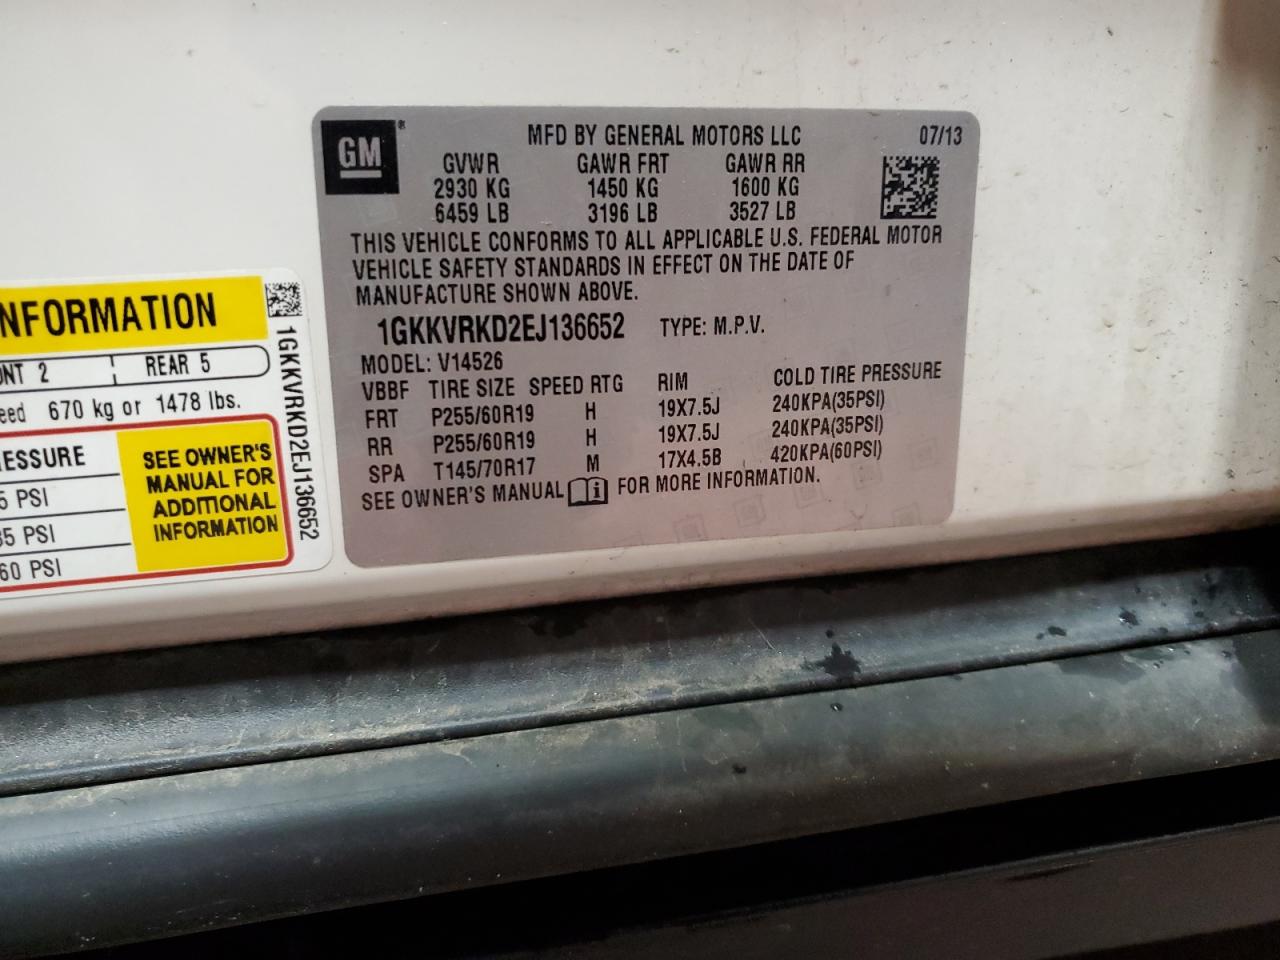 GM®
MFD BY GENERAL MOTORS LLC 07/13
GVWR GAWR FRT GAWR RR
2930 KG 1450 KG 1600 KG
6459 LB 3196 LB 3527 LB
THIS VEHICLE CONFORMS TO ALL APPLICABLE U.S. FEDERAL MOTOR
VEHICLE SAFETY STANDARDS IN EFFECT ON THE DATE OF
MANUFACTURE SHOWN ABOVE.
1GKKVRKD2EJ136652 TYPE: M.P.V.
MODEL: V14526
VBBF TIRE SIZE SPEED RTG RIM COLD TIRE PRESSURE
FRT P255/60R19 H 19X7.5J 240KPA(35PSI)
RR P255/60R19 H 19X7.5J 240KPA(35PSI)
SPA T145/70R17 M 17X4.5B 420KPA(60PSI)
SEE OWNER'S MANUAL FOR MORE INFORMATION.
NFORMATION
ONT 2 REAR 5
eed 670 kg or 1478 lbs.
ESSURE
5 PSI
35 PSI
60 PSI
SEE OWNER'S
MANUAL FOR
ADDITIONAL
INFORMATION
1GKKVRKD2EJ136652